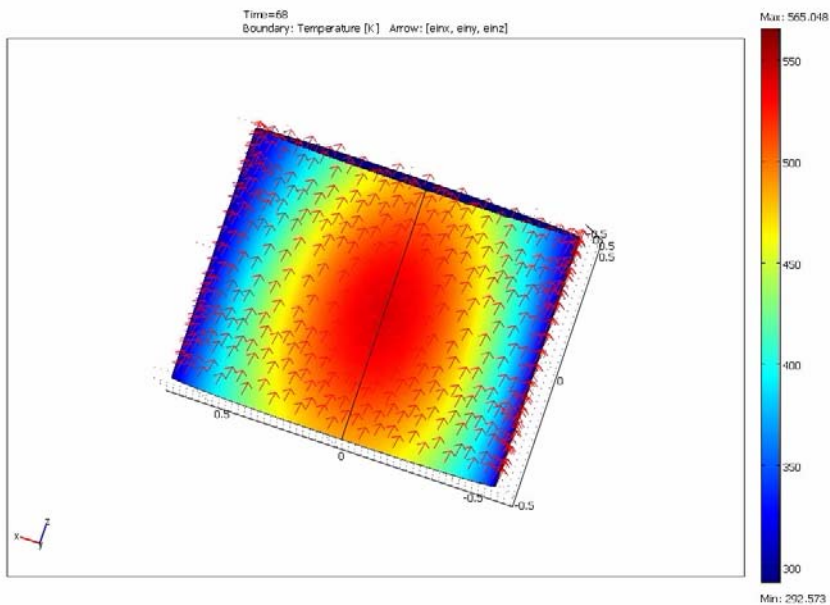 Time=68
Boundary: Temperature [K] Arrow: [einx, einy, einz]
Max: 565.048
550
500
450
400
350
300
Min: 292.573
-0.5
0.5
0.5
0
0.5
0
-0.5
-0.5
x
y
z